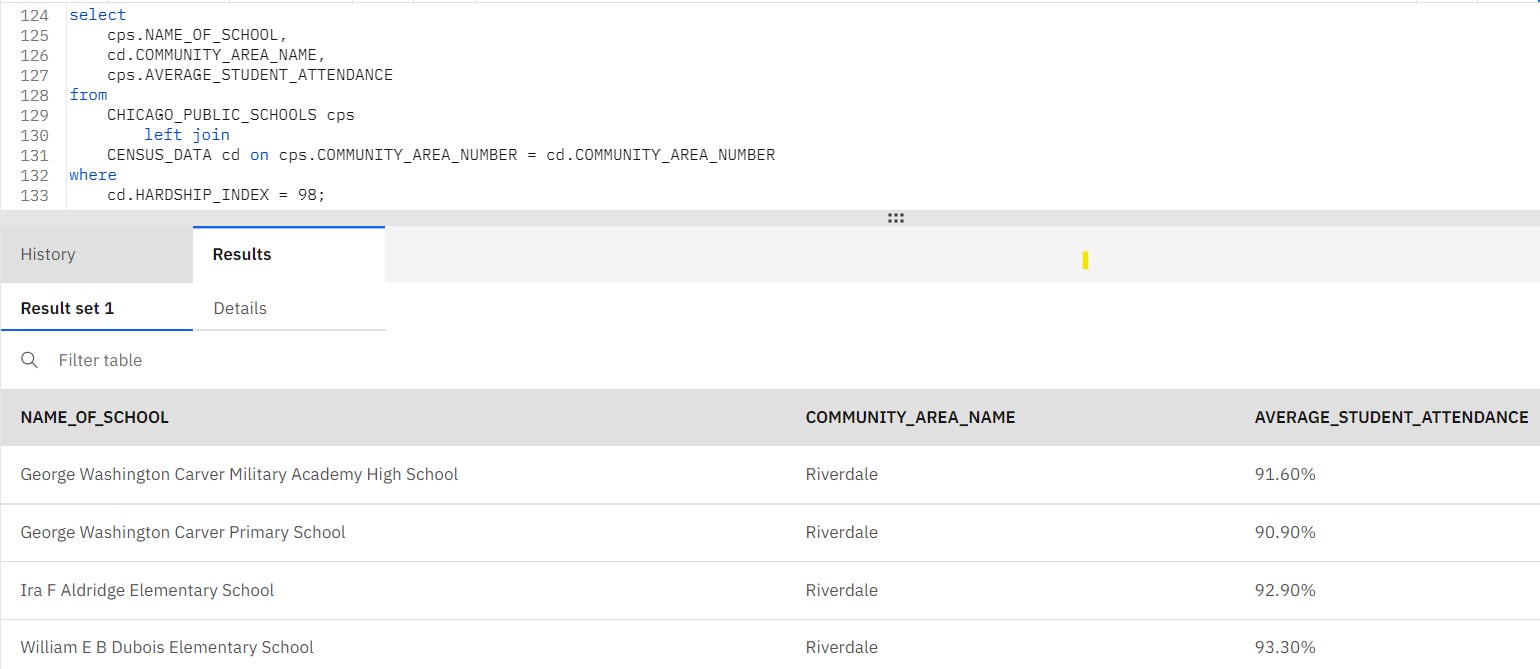 124 select
125 cps.NAME_OF_SCHOOL,
126 cd.COMMUNITY_AREA_NAME,
127 cps.AVERAGE_STUDENT_ATTENDANCE
128 from
129 CHICAGO_PUBLIC_SCHOOLS cps
130 left join
131 CENSUS_DATA cd on cps.COMMUNITY_AREA_NUMBER = cd.COMMUNITY_AREA_NUMBER
132 where
133 cd.HARDSHIP_INDEX = 98;
History Results
Result set 1 Details
Filter table
NAME_OF_SCHOOL COMMUNITY_AREA_NAME AVERAGE_STUDENT_ATTENDANCE
George Washington Carver Military Academy High School Riverdale 91.60%
George Washington Carver Primary School Riverdale 90.90%
Ira F Aldridge Elementary School Riverdale 92.90%
William E B Dubois Elementary School Riverdale 93.30%